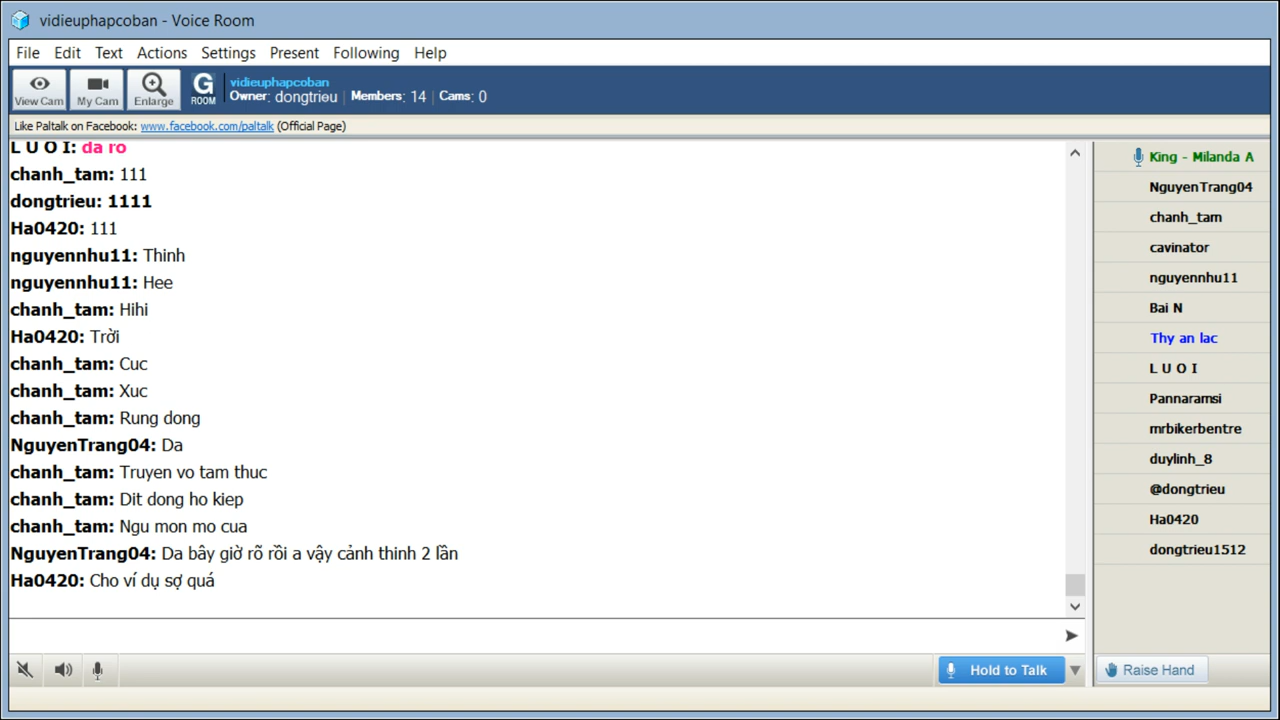 vidieuphapcoban - Voice Room
File Edit Text Actions Settings Present Following Help
View Cam My Cam Enlarge G ROOM
vidieuphapcoban
Owner: dongtrieu | Members: 14 | Cams: 0
Like Paltalk on Facebook: www.facebook.com/paltalk (Official Page)
L U O I: da ro
chanh_tam: 111
dongtrieu: 1111
Ha0420: 111
nguyennhu11: Thinh
nguyennhu11: Hee
chanh_tam: Hihi
Ha0420: Trời
chanh_tam: Cuc
chanh_tam: Xuc
chanh_tam: Rung dong
NguyenTrang04: Da
chanh_tam: Truyen vo tam thuc
chanh_tam: Dit dong ho kiep
chanh_tam: Ngu mon mo cua
NguyenTrang04: Da bây giờ rõ rồi a vậy cảnh thinh 2 lần
Ha0420: Cho ví dụ sợ quá
King - Milanda A
NguyenTrang04
chanh_tam
cavinator
nguyennhu11
Bai N
Thy an lac
L U O I
Pannaramsi
mrbikerbentre
duylinh_8
@dongtrieu
Ha0420
dongtrieu1512
Hold to Talk
Raise Hand